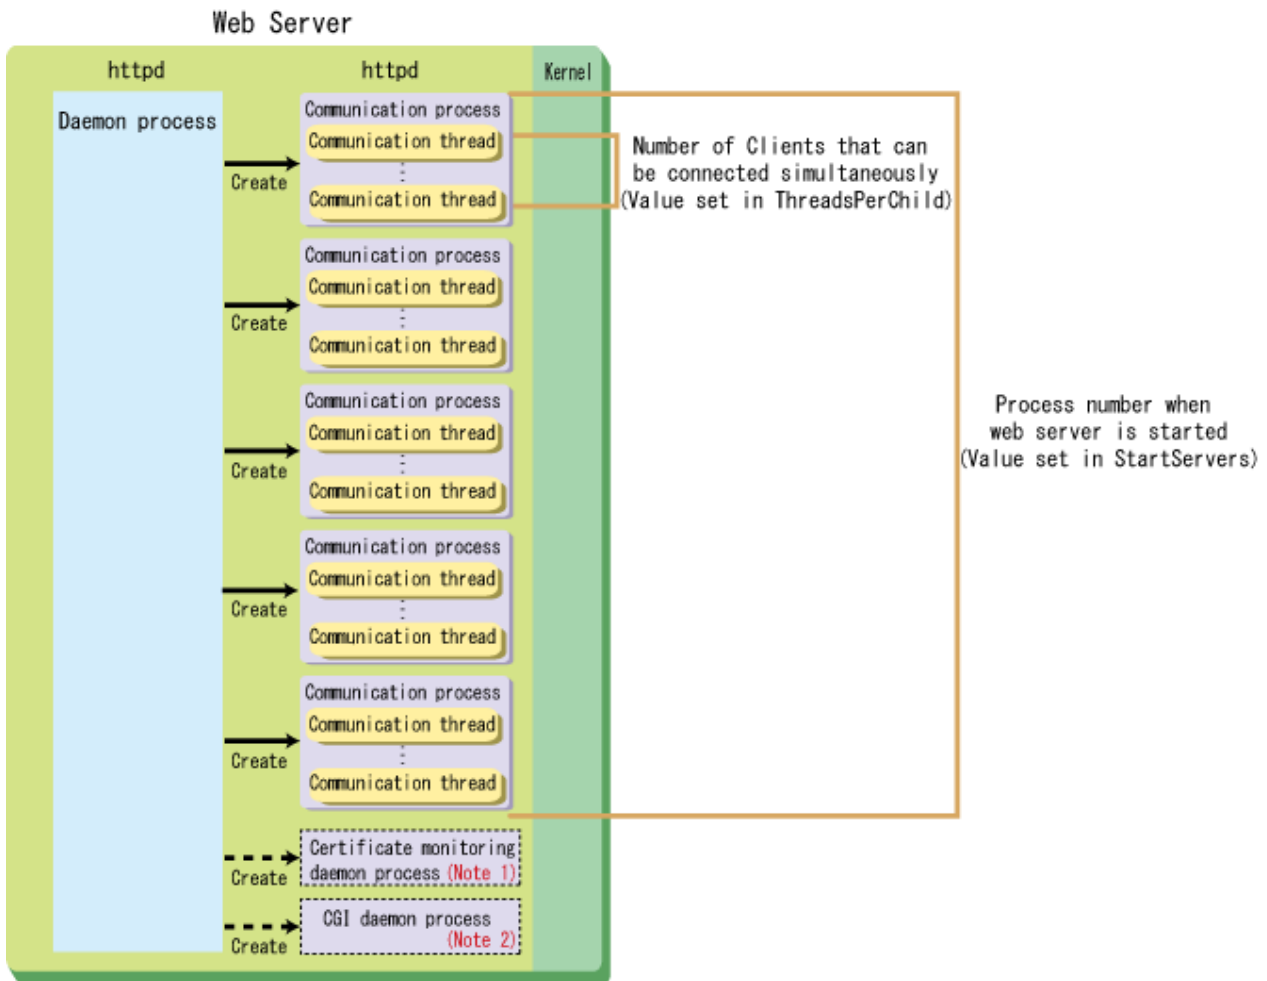 Web Server
httpd
httpd
Kernel
Daemon process
Create
Communication process
Communication thread
Communication thread
Number of Clients that can
be connected simultaneously
(Value set in ThreadsPerChild)
Create
Communication process
Communication thread
Communication thread
Create
Communication process
Communication thread
Communication thread
Process number when
web server is started
(Value set in StartServers)
Create
Communication process
Communication thread
Communication thread
Create
Communication process
Communication thread
Communication thread
Create
Certificate monitoring
daemon process (Note 1)
Create
CGI daemon process
(Note 2)